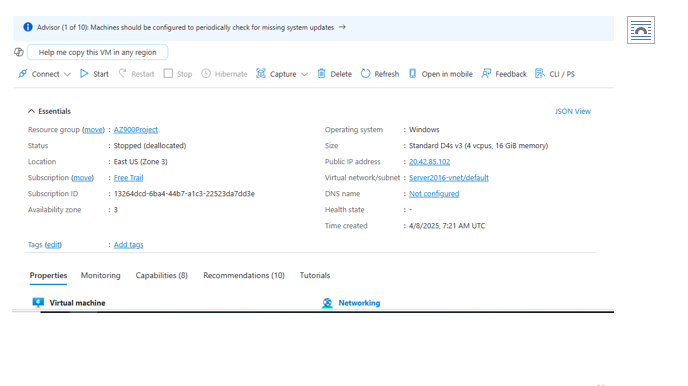 Advisor (1 of 10): Machines should be configured to periodically check for missing system updates →
Help me copy this VM in any region
Connect Start Restart Stop Hibernate Capture Delete Refresh Open in mobile Feedback CLI / PS
Essentials JSON View
Resource group (move) : AZ900Project
Status : Stopped (deallocated)
Location : East US (Zone 3)
Subscription (move) : Free Trail
Subscription ID : 13264dcd-6ba4-44b7-a1c3-22523da7dd3e
Availability zone : 3
Operating system : Windows
Size : Standard D4s v3 (4 vcpus, 16 GiB memory)
Public IP address : 20.42.85.102
Virtual network/subnet : Server2016-vnet/default
DNS name : Not configured
Health state : -
Time created : 4/8/2025, 7:21 AM UTC
Tags (edit) : Add tags
Properties Monitoring Capabilities (8) Recommendations (10) Tutorials
Virtual machine Networking